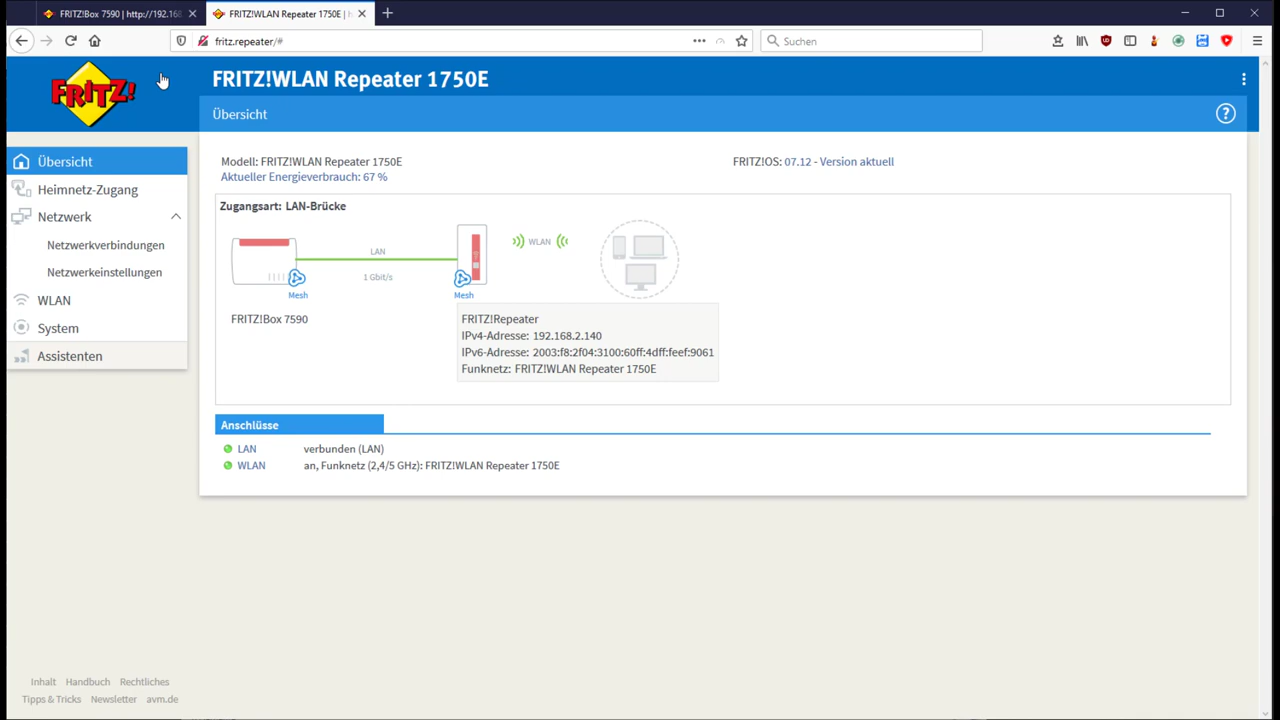 FRITZ!Box 7590 | http://192.168
FRITZ!WLAN Repeater 1750E | h
fritz.repeater/#
Suchen
FRITZ!
FRITZ!WLAN Repeater 1750E
Übersicht
Übersicht
Heimnetz-Zugang
Netzwerk
Netzwerkverbindungen
Netzwerkeinstellungen
WLAN
System
Assistenten
Modell: FRITZ!WLAN Repeater 1750E
FRITZ!OS: 07.12 - Version aktuell
Aktueller Energieverbrauch: 67 %
Zugangsart: LAN-Brücke
LAN
WLAN
1 Gbit/s
Mesh
Mesh
FRITZ!Box 7590
FRITZ!Repeater
IPv4-Adresse: 192.168.2.140
IPv6-Adresse: 2003:f8:2f04:3100:60ff:4dff:feef:9061
Funknetz: FRITZ!WLAN Repeater 1750E
Anschlüsse
LAN verbunden (LAN)
WLAN an, Funknetz (2,4/5 GHz): FRITZ!WLAN Repeater 1750E
Inhalt Handbuch Rechtliches
Tipps & Tricks Newsletter avm.de